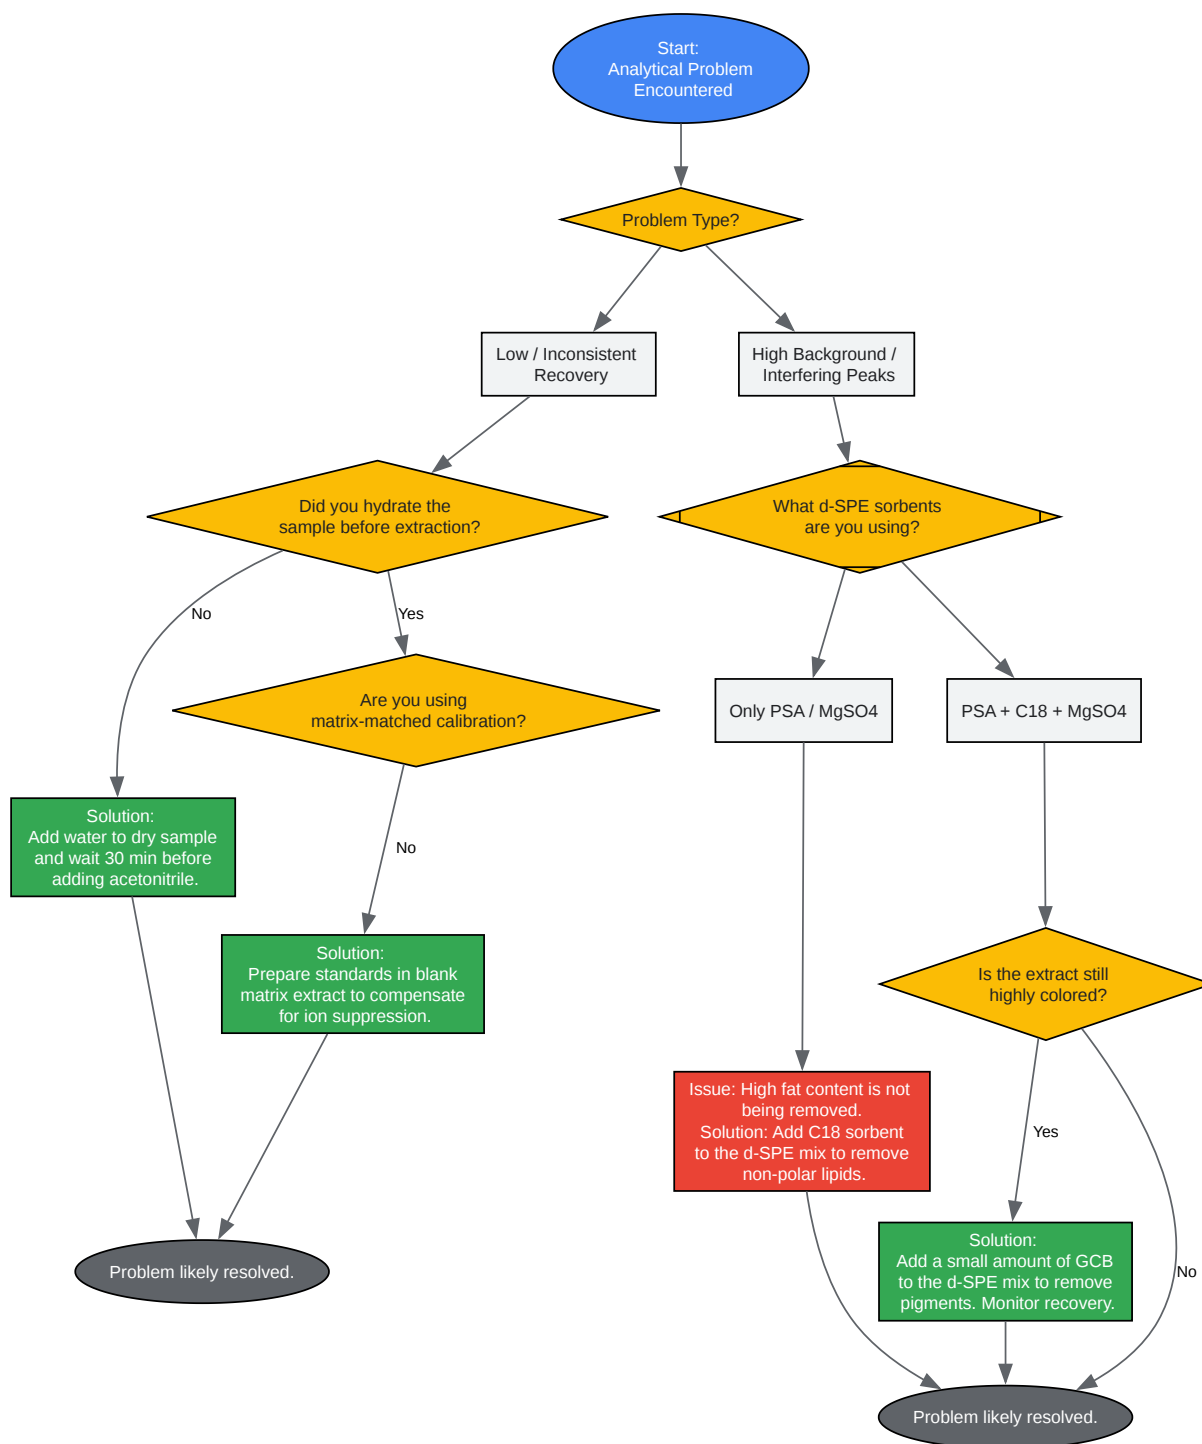 Start:
Analytical Problem
Encountered
Problem Type?
Low / Inconsistent
Recovery
High Background /
Interfering Peaks
Did you hydrate the
sample before extraction?
What d-SPE sorbents
are you using?
No
Yes
Are you using
matrix-matched calibration?
Only PSA / MgSO4
PSA + C18 + MgSO4
Solution:
Add water to dry sample
and wait 30 min before
adding acetonitrile.
No
Solution:
Prepare standards in blank
matrix extract to compensate
for ion suppression.
Is the extract still
highly colored?
Issue: High fat content is not
being removed.
Solution: Add C18 sorbent
to the d-SPE mix to remove
non-polar lipids.
Yes
Solution:
Add a small amount of GCB
to the d-SPE mix to remove
pigments. Monitor recovery.
No
Problem likely resolved.
Problem likely resolved.